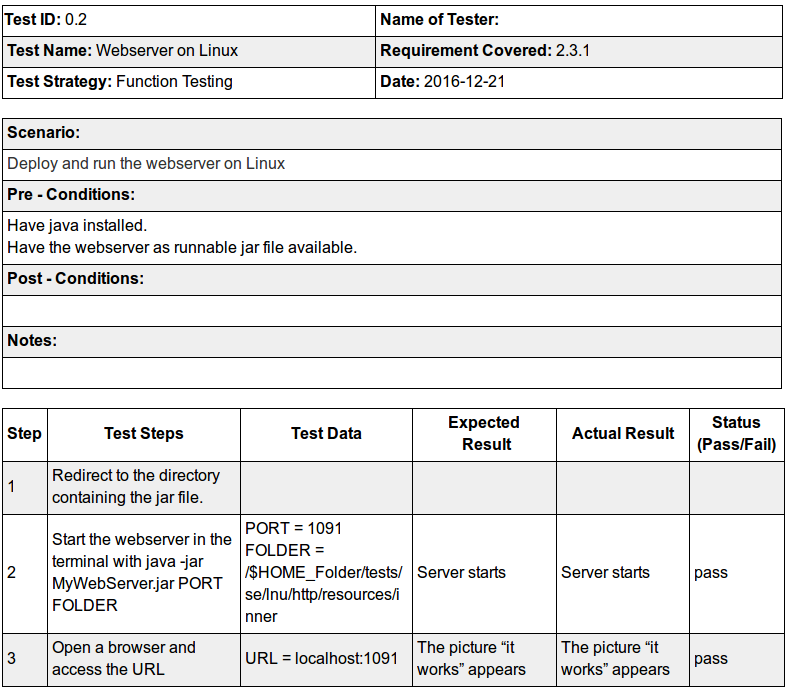 Test ID: 0.2
Name of Tester:
Test Name: Webserver on Linux
Requirement Covered: 2.3.1
Test Strategy: Function Testing
Date: 2016-12-21
Scenario:
Deploy and run the webserver on Linux
Pre - Conditions:
Have java installed.
Have the webserver as runnable jar file available.
Post - Conditions:
Notes:
Step
Test Steps
Test Data
Expected
Result
Actual Result
Status
(Pass/Fail)
1
Redirect to the directory
containing the jar file.
2
Start the webserver in the
terminal with java -jar
MyWebServer.jar PORT
FOLDER
PORT = 1091
FOLDER =
/$HOME_Folder/tests/
se/lnu/http/resources/i
nner
Server starts
Server starts
pass
3
Open a browser and
access the URL
URL = localhost:1091
The picture “it
works” appears
The picture “it
works” appears
pass